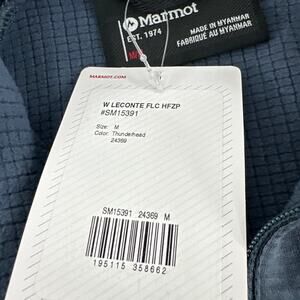 Marmot
EST. 1974
MADE IN MYANMAR
FABRIQUÉ AU MYANMAR
M
MARMOT.COM
W LECONTE FLC HFZP
#SM15391
Size: M
Color: Thunderhead
24369
SM15391 24369 M
195115 358662